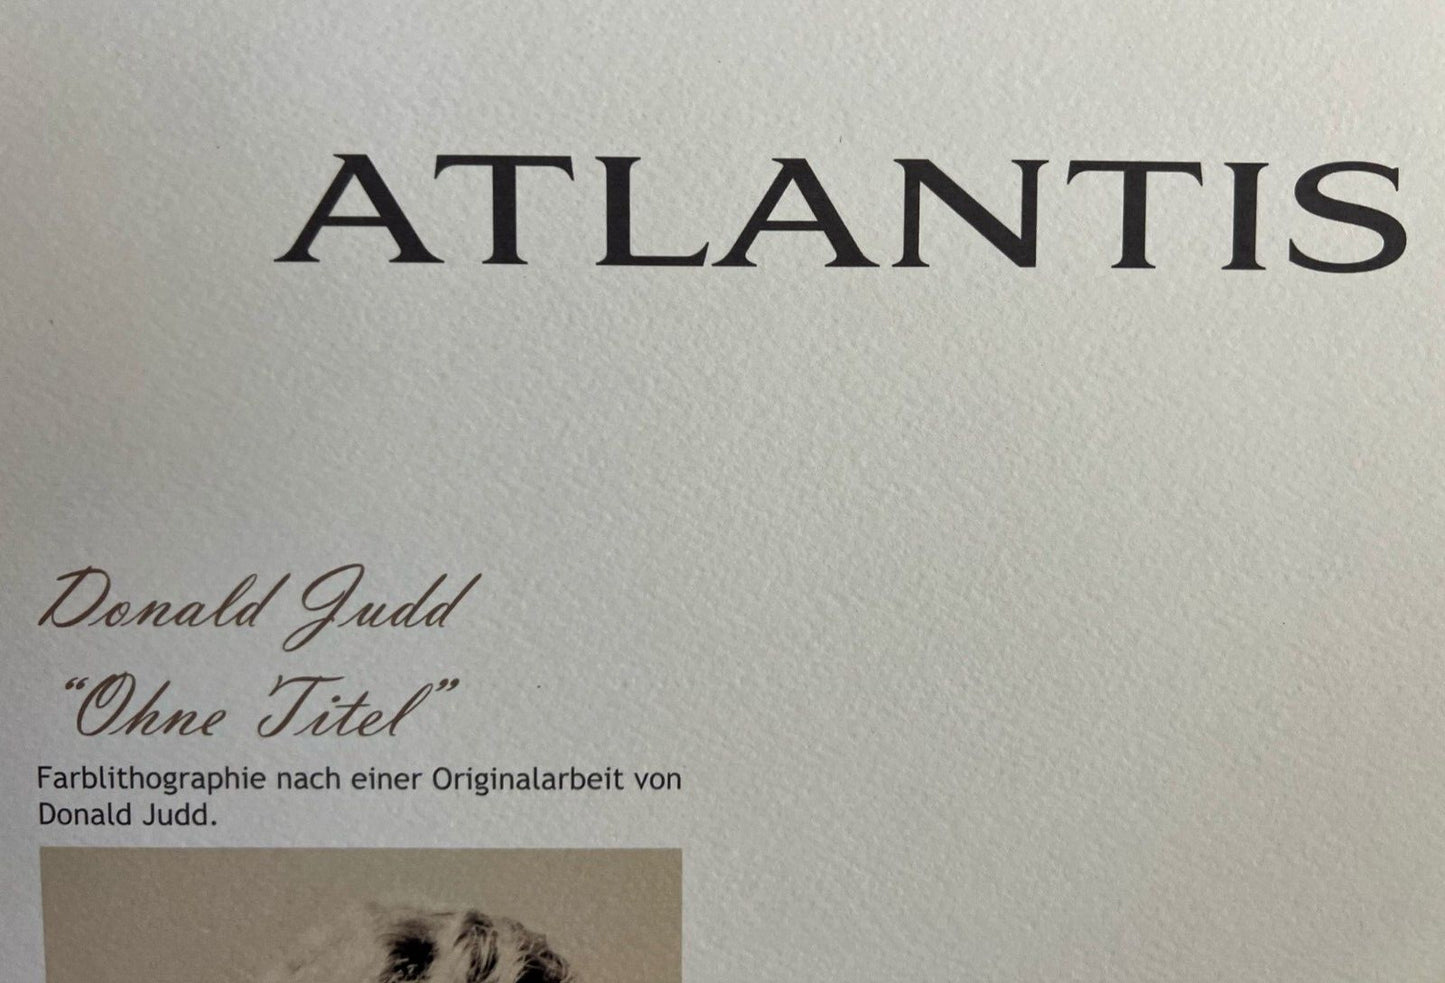 ATLANTIS
Donald Judd
“Ohne Titel”
Farblithographie nach einer Originalarbeit von
Donald Judd.